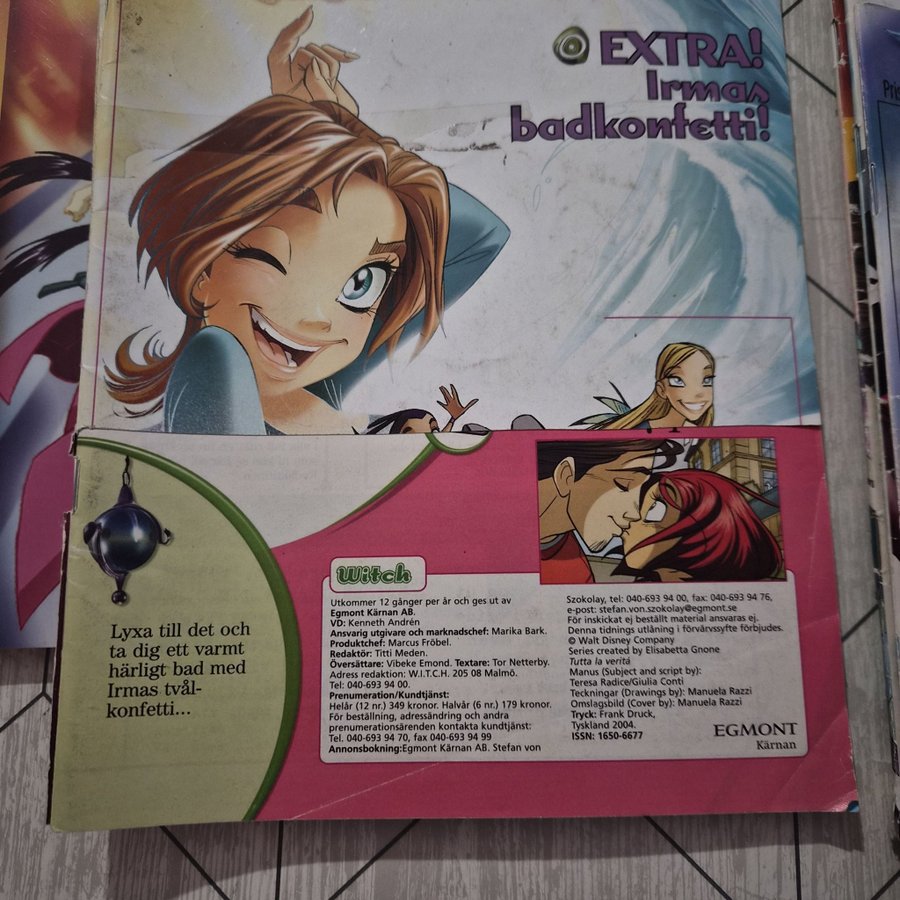 EXTRA!
Irmas
badkonfetti!
Pris
Lyxa till det och
ta dig ett varmt
härligt bad med
Irmas tvål-
konfetti...
Witch
Utkommer 12 gånger per år och ges ut av
Egmont Kärnan AB.
VD: Kenneth Andrén
Ansvarig utgivare och marknadschef: Marika Bark.
Produktchef: Marcus Fröbel.
Redaktör: Titti Meden.
Översättare: Vibeke Emond. Textare: Tor Netterby.
Adress redaktion: W.I.T.C.H. 205 08 Malmö.
Tel: 040-693 94 00.
Prenumeration/Kundtjänst:
Helår (12 nr.) 349 kronor. Halvår (6 nr.) 179 kronor.
För beställning, adressändring och andra
prenumerationsärenden kontakta kundtjänst:
Tel. 040-693 94 70, fax 040-693 94 99
Annonsbokning:Egmont Kärnan AB. Stefan von
Szokolay, tel: 040-693 94 00, fax: 040-693 94 76,
e-post: stefan.von.szokolay@egmont.se
För inskickat ej beställt material ansvaras ej.
Denna tidnings utlåning i förvärvssyfte förbjudes.
© Walt Disney Company
Series created by Elisabetta Gnone
Tutta la veritá
Manus (Subject and script by):
Teresa Radice/Giulia Conti
Teckningar (Drawings by): Manuela Razzi
Omslagsbild (Cover by): Manuela Razzi
Tryck: Frank Druck,
Tyskland 2004.
ISSN: 1650-6677
EGMONT
Kärnan